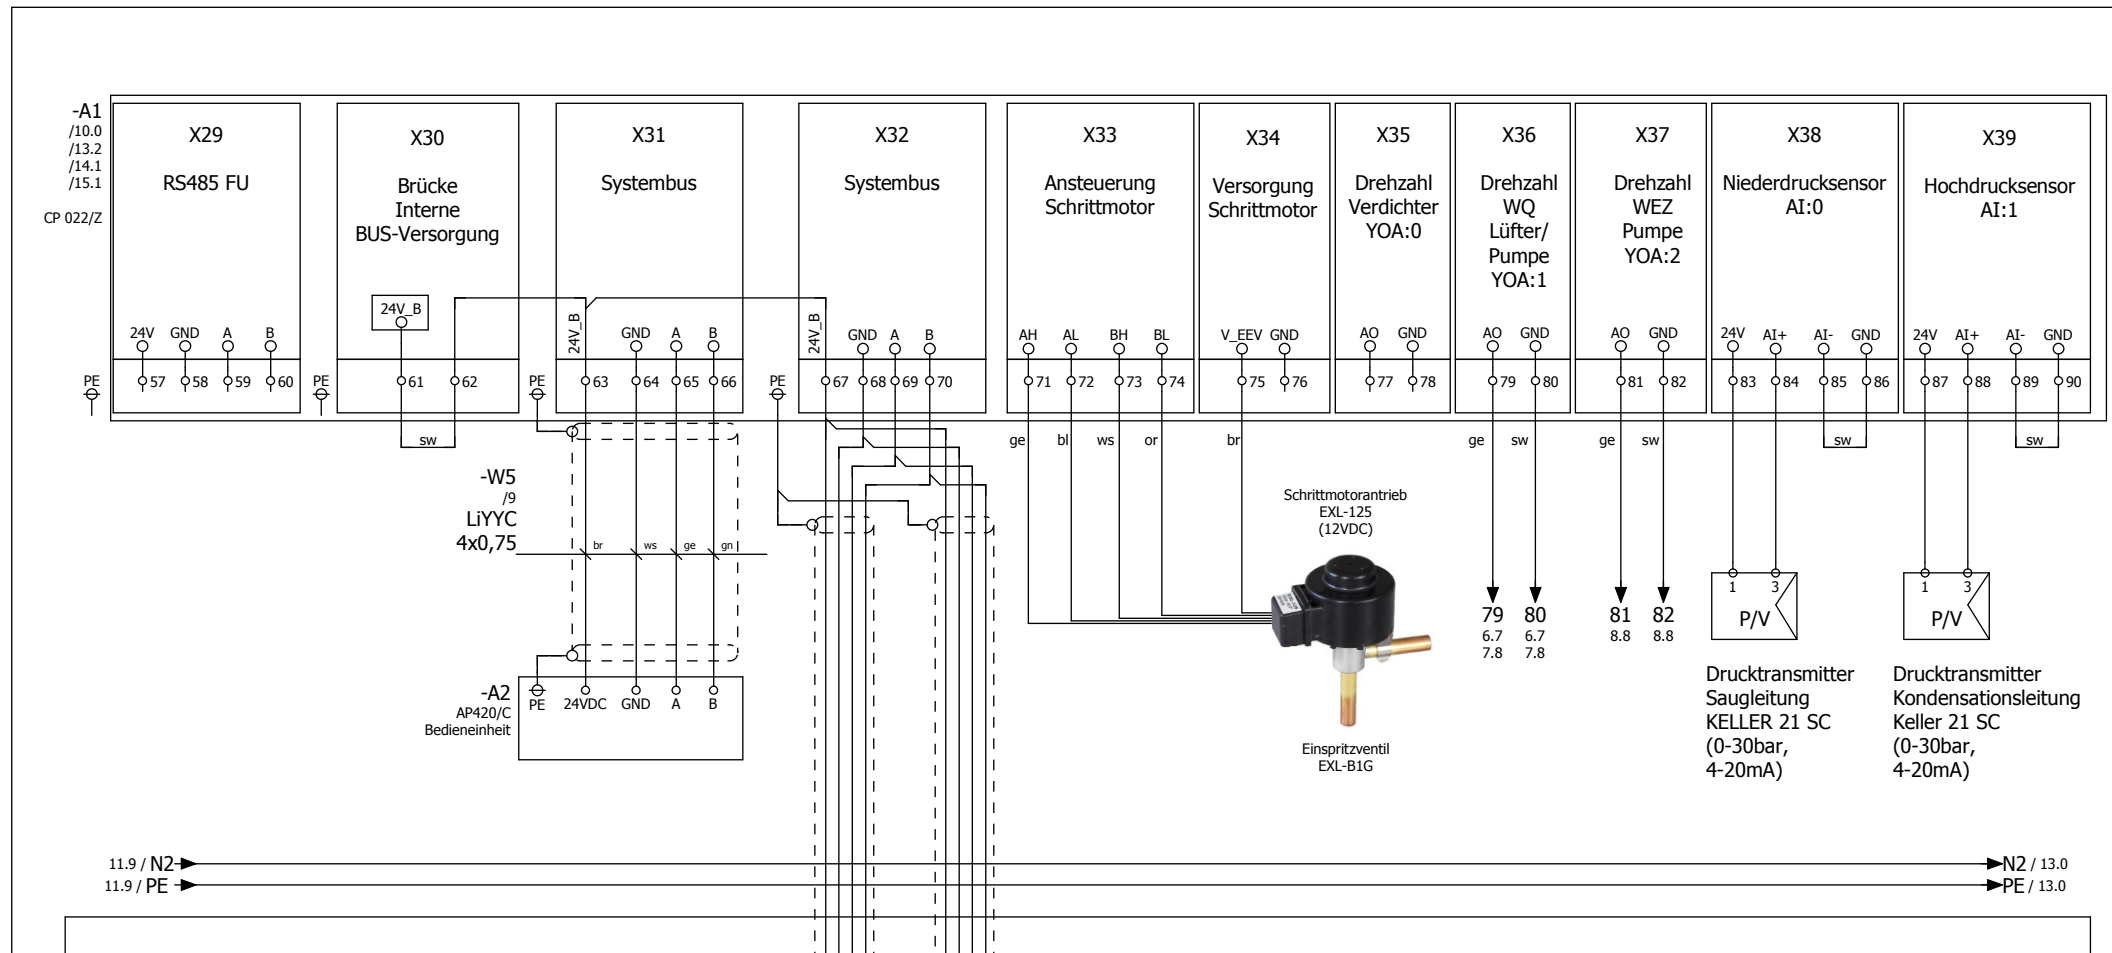 -A1
/10.0
/13.2
/14.1
/15.1
CP 022/Z
X29
RS485 FU
24V GND A B
PE
57 58 59 60
X30
Brücke
Interne
BUS-Versorgung
24V_B
PE
61 62
sw
X31
Systembus
24V_B GND A B
PE
63 64 65 66
X32
Systembus
24V_B GND A B
PE
67 68 69 70
X33
Ansteuerung
Schrittmotor
AH AL BH BL
71 72 73 74
ge bl ws or
X34
Versorgung
Schrittmotor
V_EEV GND
75 76
br
X35
Drehzahl
Verdichter
YOA:0
AO GND
77 78
X36
Drehzahl
WQ
Lüfter/
Pumpe
YOA:1
AO GND
79 80
ge sw
X37
Drehzahl
WEZ
Pumpe
YOA:2
AO GND
81 82
ge sw
X38
Niederdrucksensor
AI:0
24V AI+ AI- GND
83 84 85 86
sw
X39
Hochdrucksensor
AI:1
24V AI+ AI- GND
87 88 89 90
sw
-W5
/9
LiYYC
4x0,75
br ws ge gn
-A2
AP420/C
Bedieneinheit
PE 24VDC GND A B
Schrittmotorantrieb
EXL-125
(12VDC)
Einspritzventil
EXL-B1G
79 80
6.7 6.7
7.8 7.8
81 82
8.8 8.8
1 3
P/V
Drucktransmitter
Saugleitung
KELLER 21 SC
(0-30bar,
4-20mA)
1 3
P/V
Drucktransmitter
Kondensationsleitung
Keller 21 SC
(0-30bar,
4-20mA)
11.9 / N2
N2 / 13.0
11.9 / PE
PE / 13.0